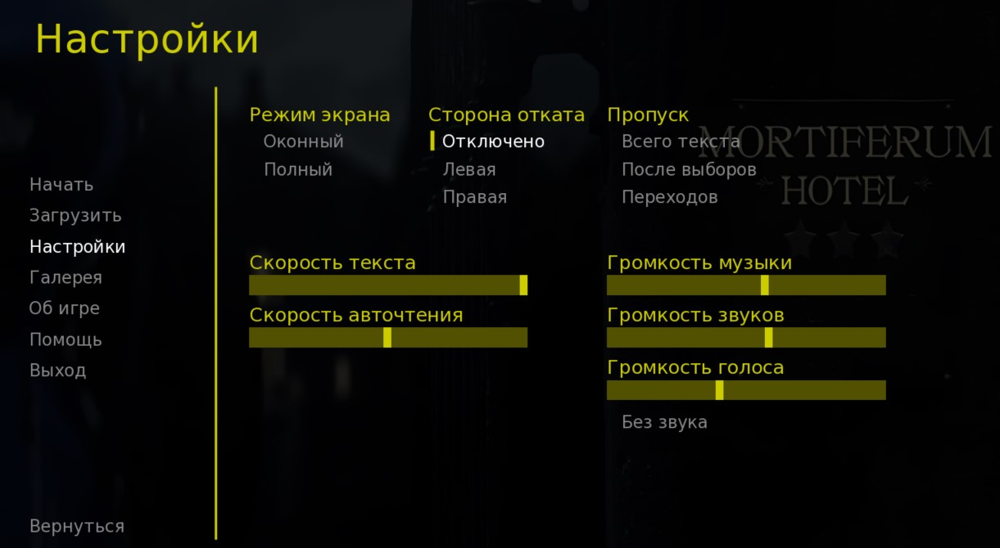 Настройки
Начать
Загрузить
Настройки
Галерея
Об игре
Помощь
Выход
Вернуться
Режим экрана
Оконный
Полный
Сторона отката
Отключено
Левая
Правая
Пропуск
Всего текста
После выборов
Переходов
Скорость текста
Скорость авточтения
Громкость музыки
Громкость звуков
Громкость голоса
Без звука
MORTIFERUM
HOTEL